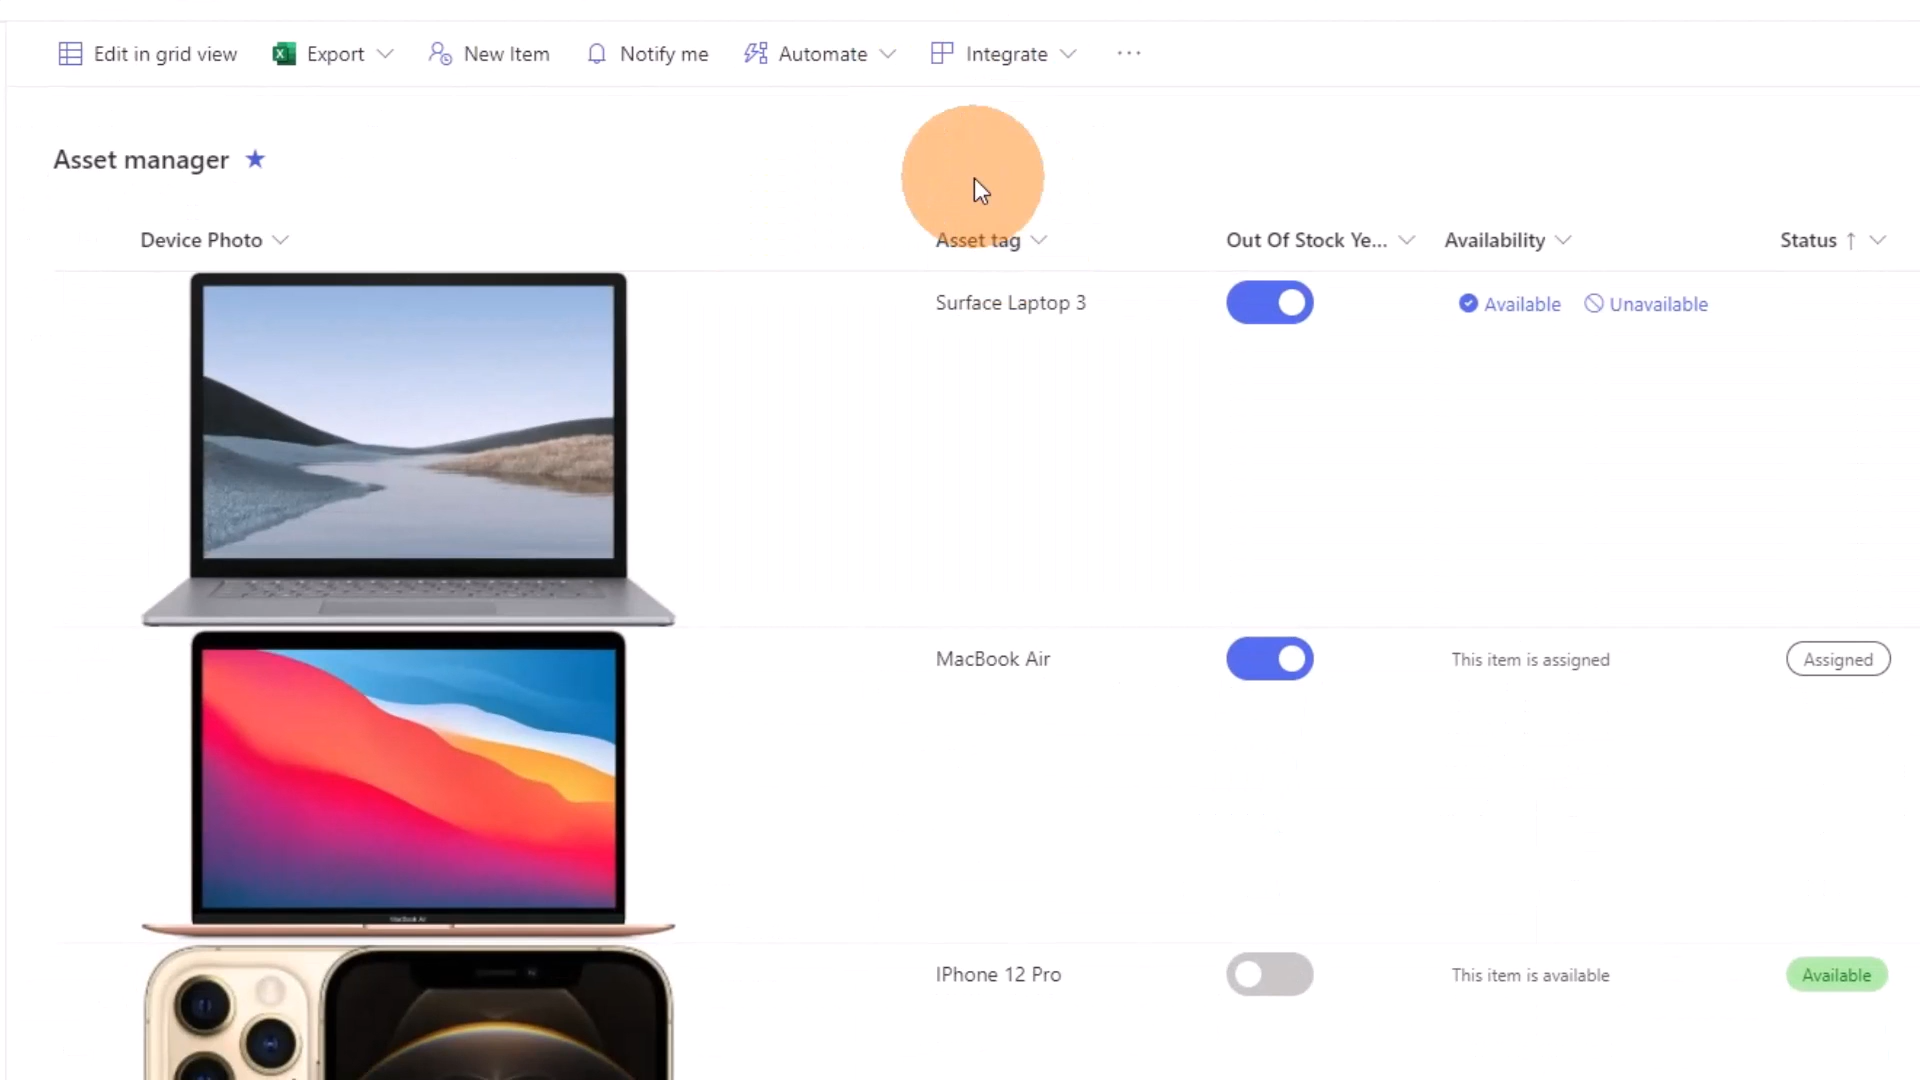 Edit in grid view Export New Item Notify me Automate Integrate ...
Asset manager
Device Photo Asset tag Out Of Stock Ye... Availability Status ↑
Surface Laptop 3 Available Unavailable
MacBook Air This item is assigned Assigned
MacBook Air
IPhone 12 Pro This item is available Available